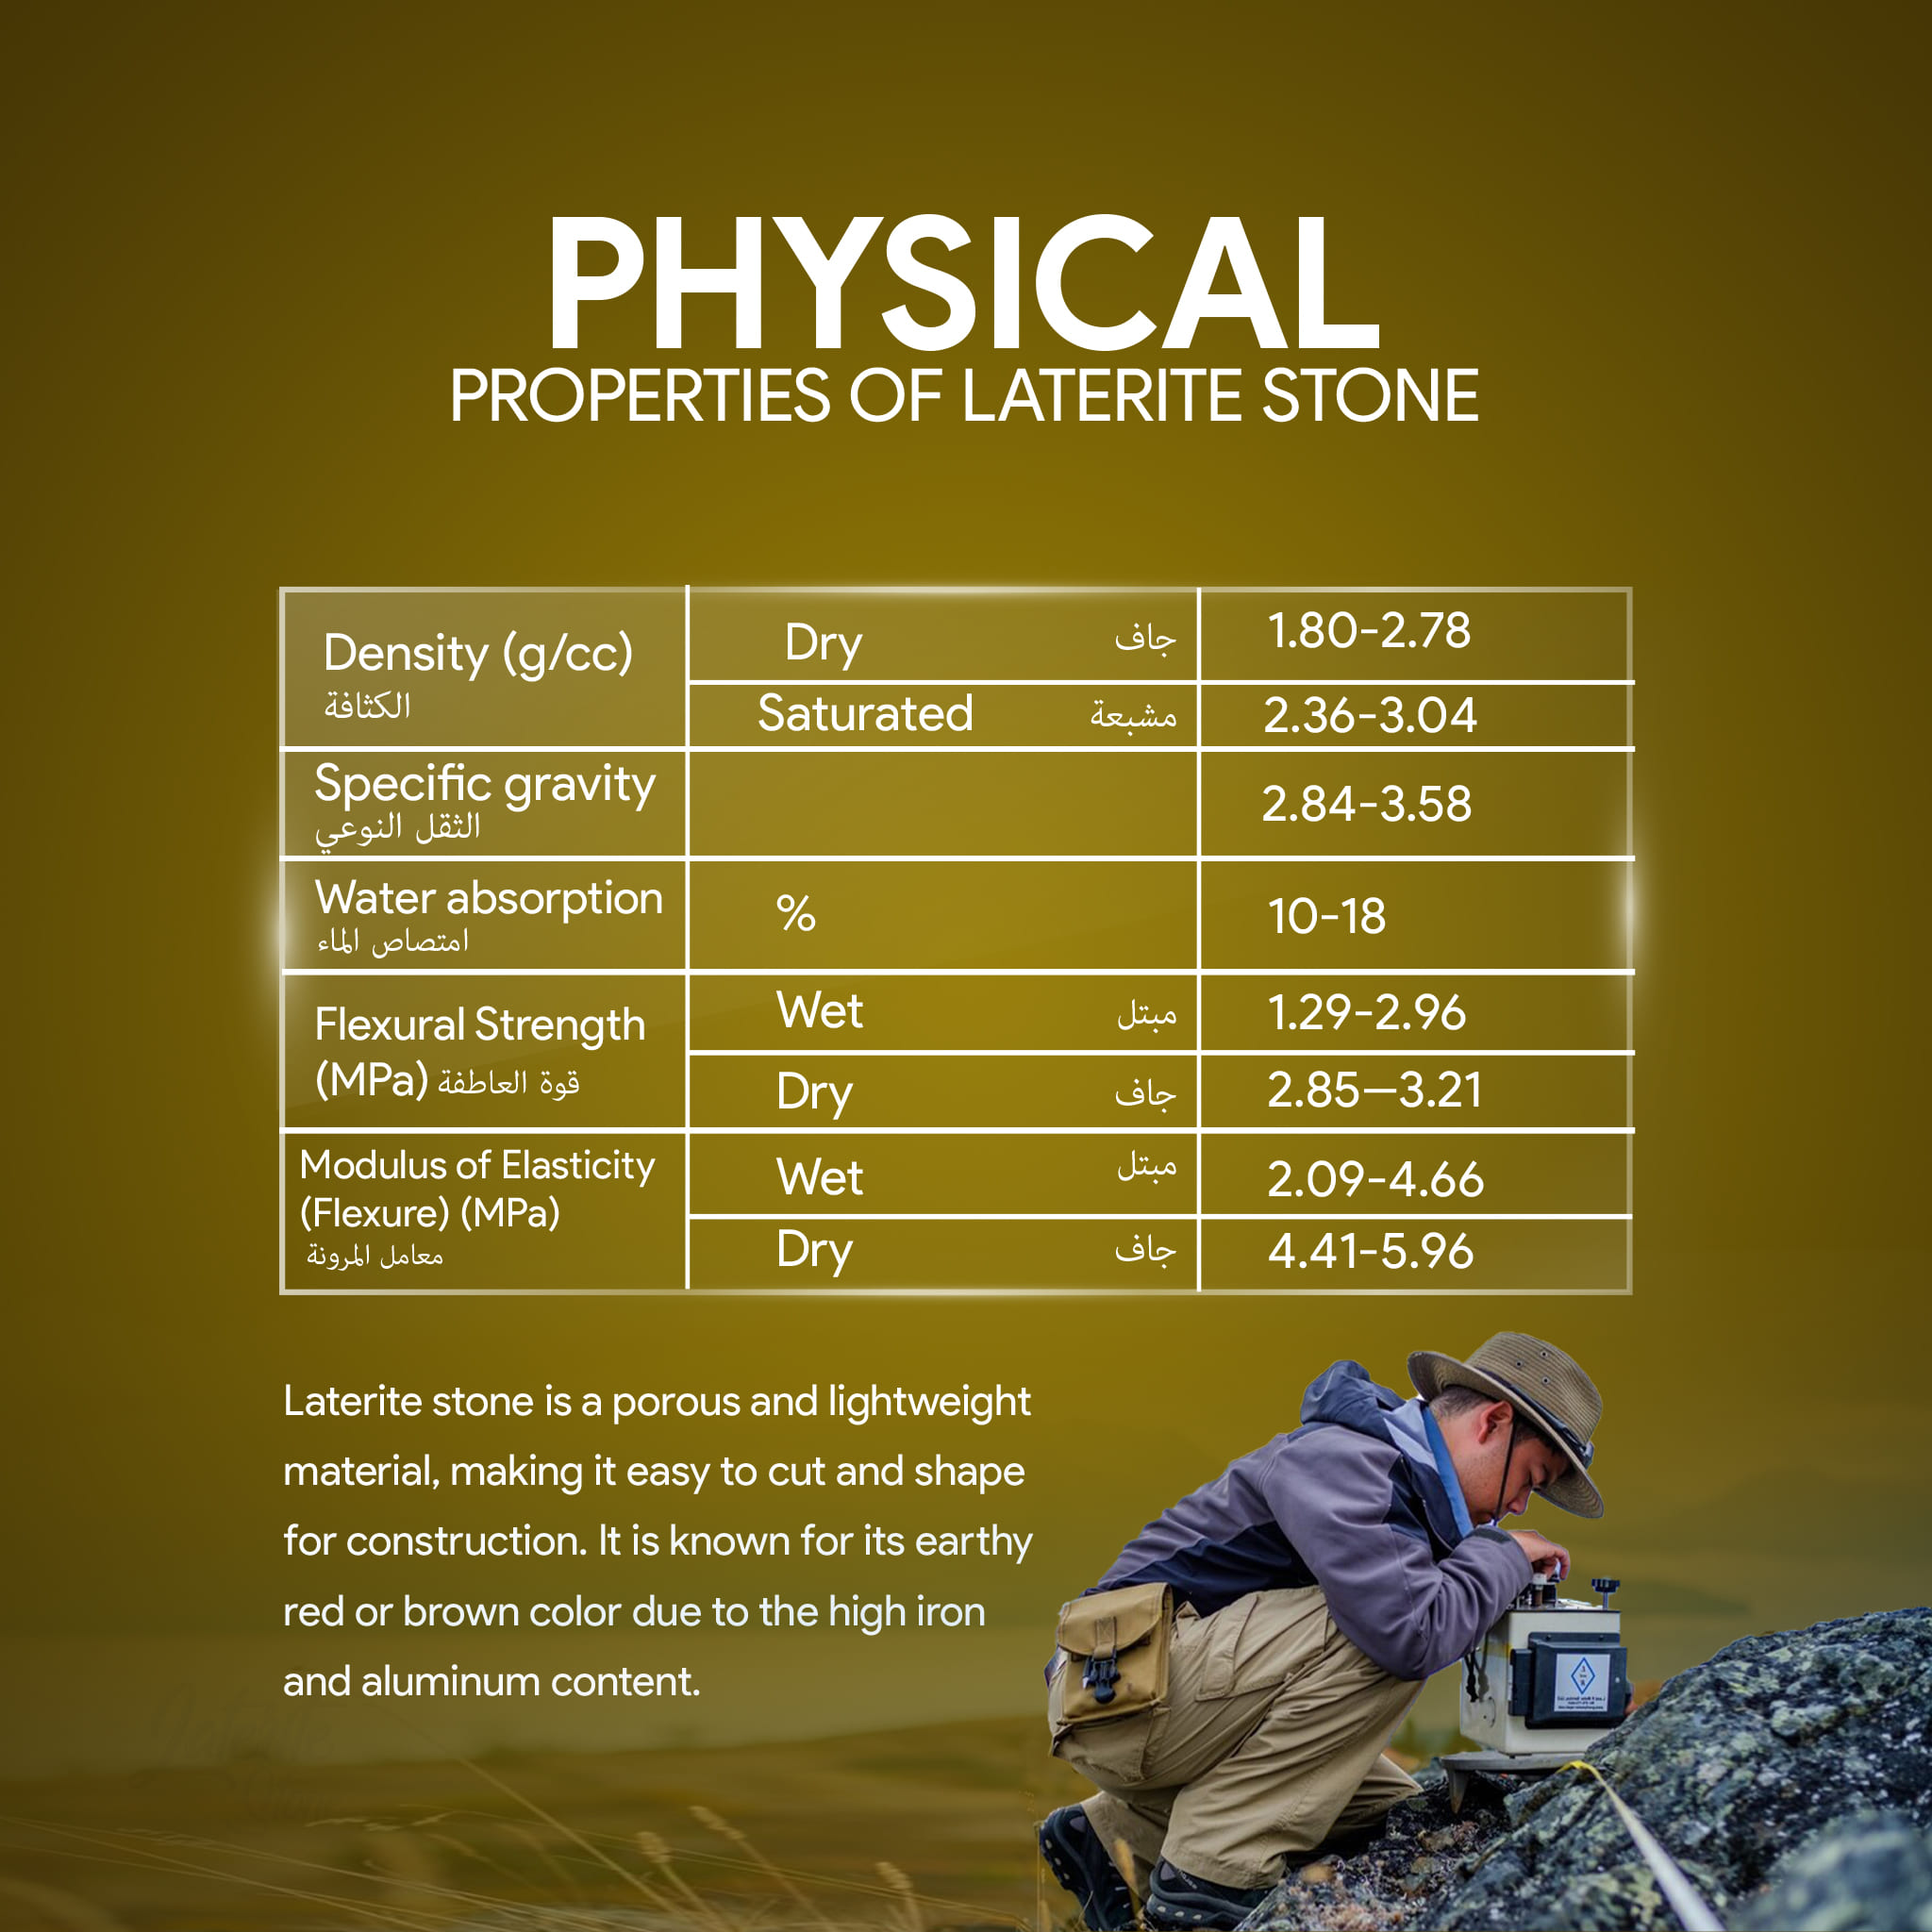 PHYSICAL
PROPERTIES OF LATERITE STONE
Density (g/cc)
الكثافة
Dry جاف 1.80-2.78
Saturated مشبعة 2.36-3.04
Specific gravity
الثقل النوعي
2.84-3.58
Water absorption
امتصاص الماء
% 10-18
Flexural Strength
(MPa) قوة العاطفة
Wet مبتل 1.29-2.96
Dry جاف 2.85—3.21
Modulus of Elasticity
(Flexure) (MPa)
معامل المرونة
Wet مبتل 2.09-4.66
Dry جاف 4.41-5.96
Laterite stone is a porous and lightweight
material, making it easy to cut and shape
for construction. It is known for its earthy
red or brown color due to the high iron
and aluminum content.